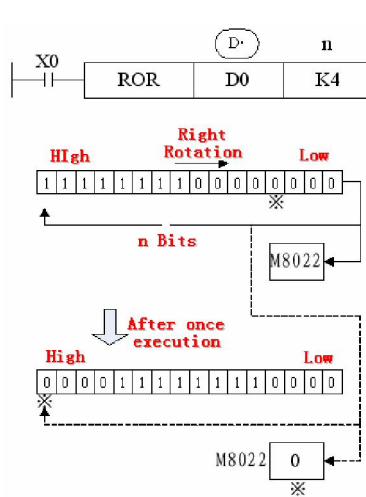 D· n
X0
ROR D0 K4
Right
HIgh Rotation Low
1 1 1 1 1 1 1 1 0 0 0 0 0 0 0 0
※
n Bits
M8022
After once
execution
High Low
0 0 0 0 1 1 1 1 1 1 1 1 0 0 0 0
※
M8022 0
※